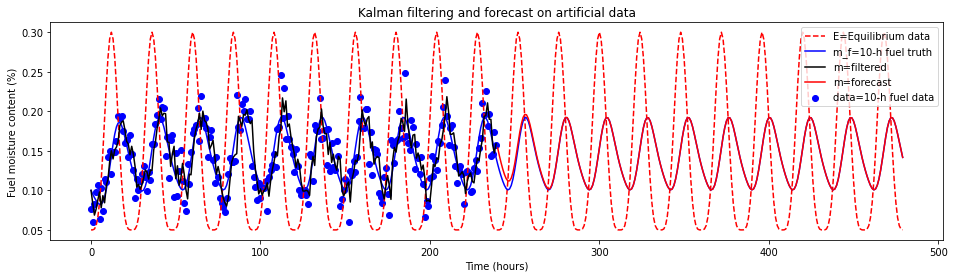 Kalman filtering and forecast on artificial data
Fuel moisture content (%)
0.30
0.25
0.20
0.15
0.10
0.05
E=Equilibrium data
m_f=10-h fuel truth
m=filtered
m=forecast
data=10-h fuel data
0
100
200
300
400
500
Time (hours)